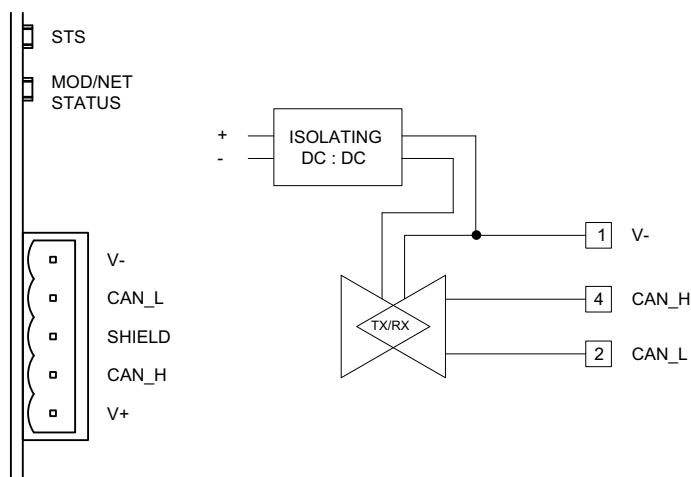 STS
MOD/NET
STATUS
+
-
ISOLATING
DC : DC
1
V-
4
CAN_H
2
CAN_L
TX/RX
V-
CAN_L
SHIELD
CAN_H
V+